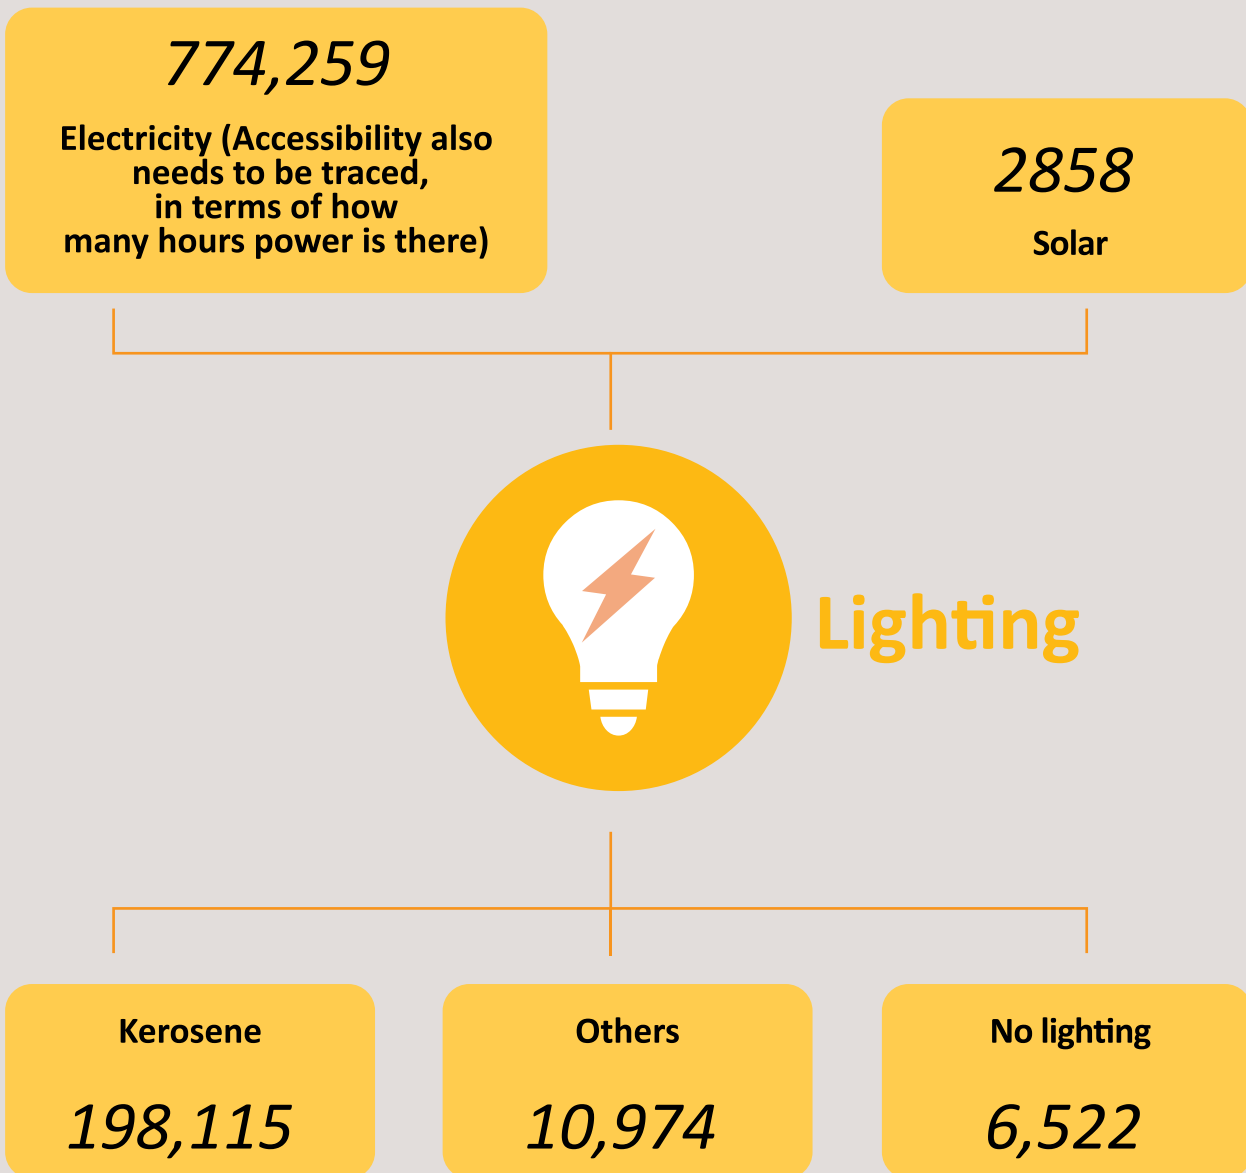 774,259
Electricity (Accessibility also
needs to be traced,
in terms of how
many hours power is there)
2858
Solar
Lighting
Kerosene
198,115
Others
10,974
No lighting
6,522